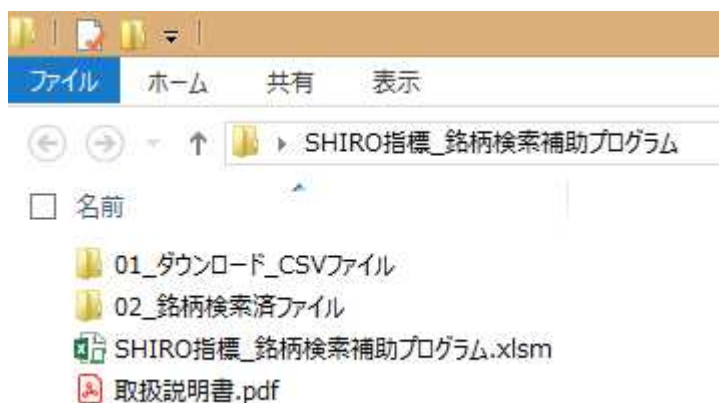 ファイル ホーム 共有 表示
SHIRO指標_銘柄検索補助プログラム
名前
01_ダウンロード_CSVファイル
02_銘柄検索済ファイル
SHIRO指標_銘柄検索補助プログラム.xlsm
取扱説明書.pdf